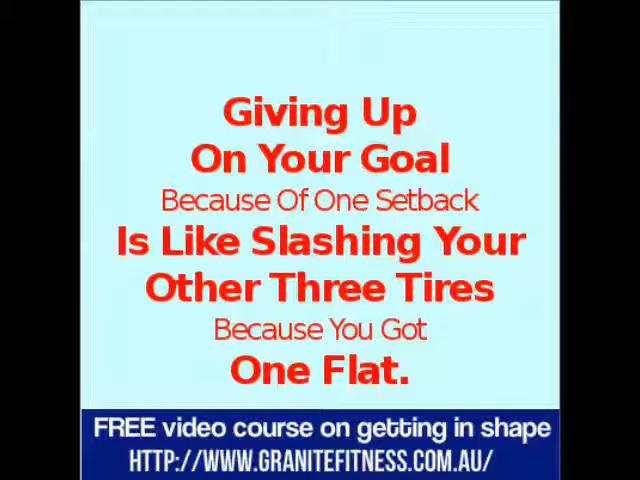 Giving Up
On Your Goal
Because Of One Setback
Is Like Slashing Your
Other Three Tires
Because You Got
One Flat.
FREE video course on getting in shape
HTTP://WWW.GRANITEFITNESS.COM.AU/